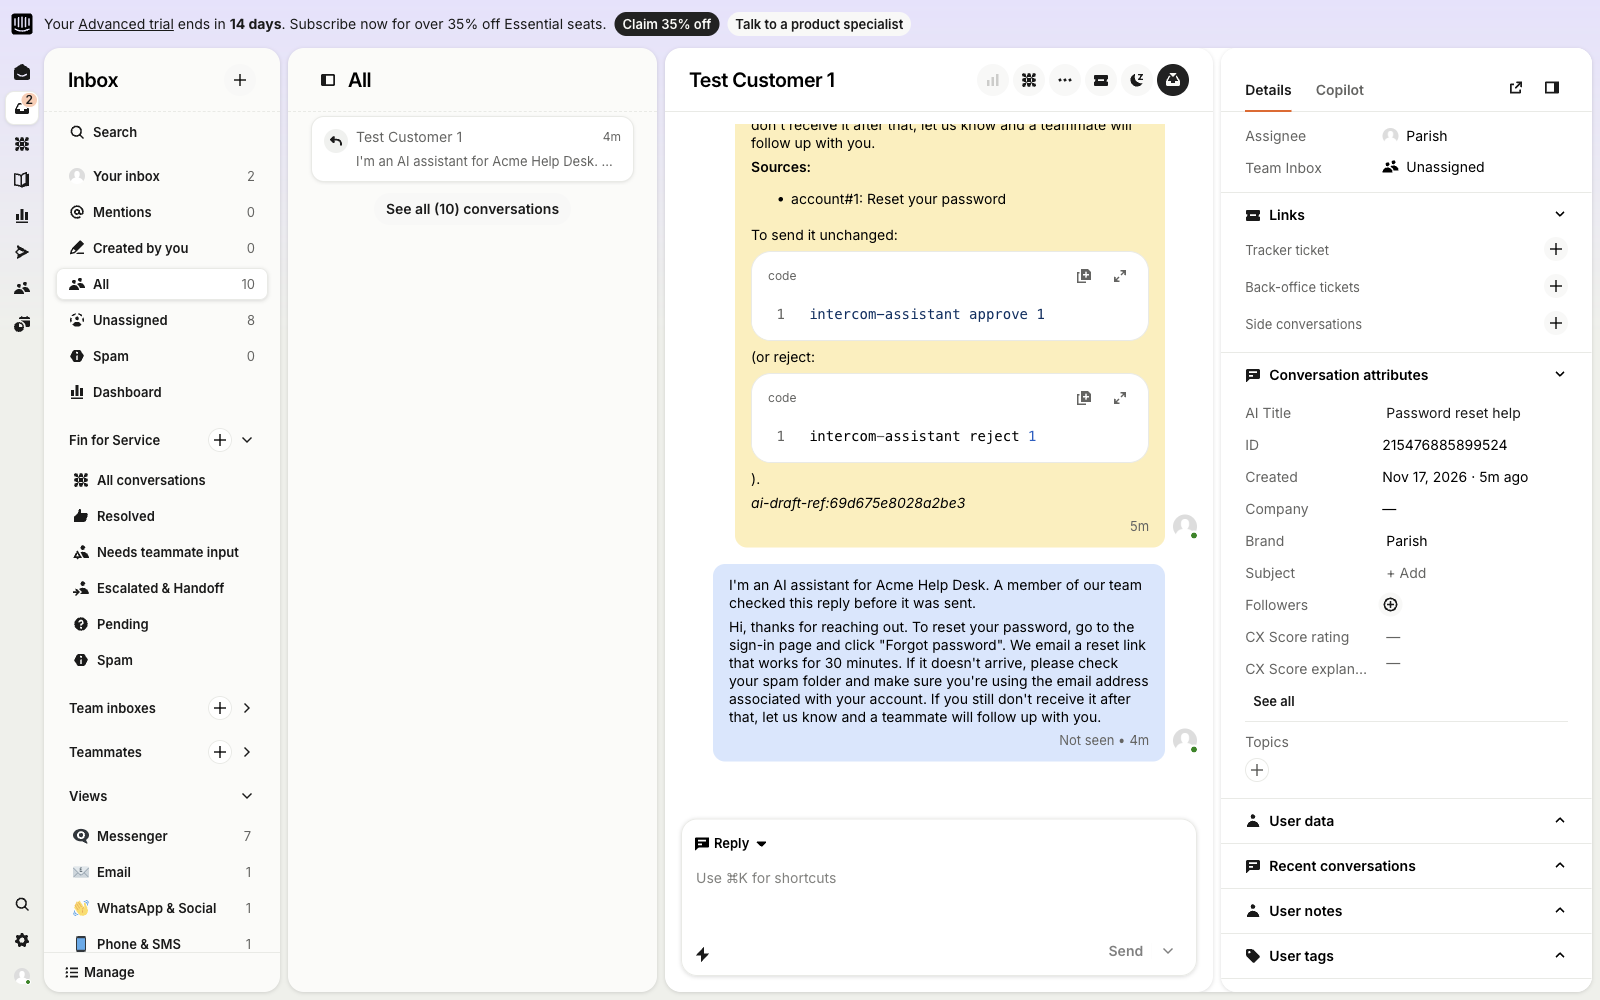 Your Advanced trial ends in 14 days. Subscribe now for over 35% off Essential seats.
Claim 35% off
Talk to a product specialist
2
Inbox
Search
Your inbox 2
Mentions 0
Created by you 0
All 10
Unassigned 8
Spam 0
Dashboard
Fin for Service
All conversations
Resolved
Needs teammate input
Escalated & Handoff
Pending
Spam
Team inboxes
Teammates
Views
Messenger 7
Email 1
WhatsApp & Social 1
Phone & SMS 1
Manage
All
Test Customer 1 4m
I'm an AI assistant for Acme Help Desk. ...
See all (10) conversations
Test Customer 1
don't receive it after that, let us know and a teammate will
follow up with you.
Sources:
• account#1: Reset your password
To send it unchanged:
code
1 intercom-assistant approve 1
(or reject:
code
1 intercom-assistant reject 1
).
ai-draft-ref:69d675e8028a2be3
5m
I'm an AI assistant for Acme Help Desk. A member of our team
checked this reply before it was sent.
Hi, thanks for reaching out. To reset your password, go to the
sign-in page and click "Forgot password". We email a reset link
that works for 30 minutes. If it doesn't arrive, please check
your spam folder and make sure you're using the email address
associated with your account. If you still don't receive it after
that, let us know and a teammate will follow up with you.
Not seen • 4m
Reply
Use ⌘K for shortcuts
Send
Details
Copilot
Assignee Parish
Team Inbox Unassigned
Links
Tracker ticket
Back-office tickets
Side conversations
Conversation attributes
AI Title Password reset help
ID 215476885899524
Created Nov 17, 2026 · 5m ago
Company —
Brand Parish
Subject + Add
Followers
CX Score rating —
CX Score explan... —
See all
Topics
User data
Recent conversations
User notes
User tags